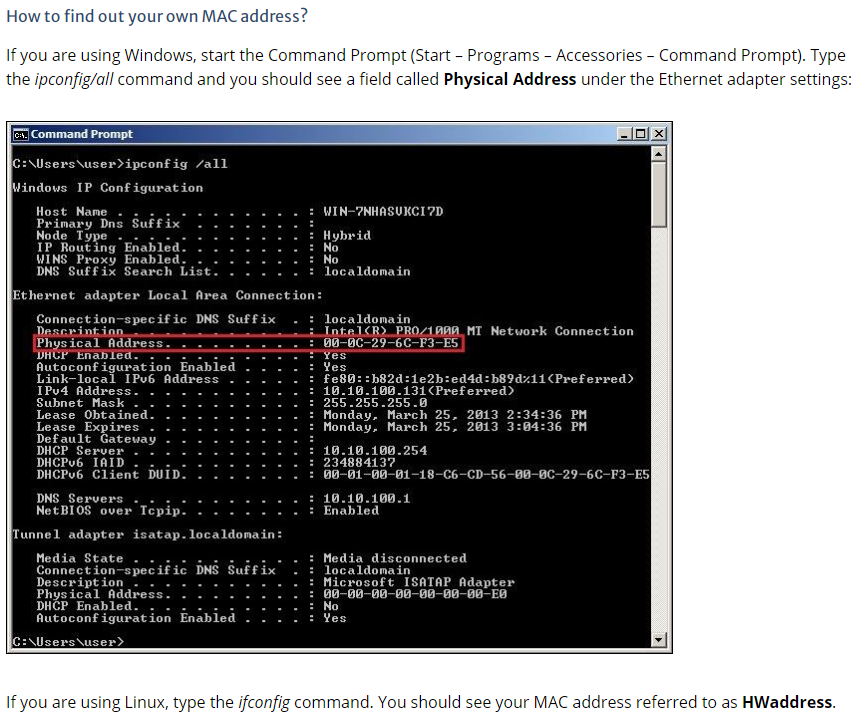 How to find out your own MAC address?
If you are using Windows, start the Command Prompt (Start – Programs – Accessories – Command Prompt). Type
the ipconfig/all command and you should see a field called Physical Address under the Ethernet adapter settings:
Command Prompt
C:\Users\user>ipconfig /all
Windows IP Configuration
Host Name . . . . . . . . . . . . : WIN-7NHASVKCI7D
Primary Dns Suffix . . . . . . . :
Node Type . . . . . . . . . . . . : Hybrid
IP Routing Enabled. . . . . . . . : No
WINS Proxy Enabled. . . . . . . . : No
DNS Suffix Search List. . . . . . : localdomain
Ethernet adapter Local Area Connection:
Connection-specific DNS Suffix . : localdomain
Description . . . . . . . . . . . : Intel(R) PRO/1000 MT Network Connection
Physical Address. . . . . . . . . : 00-0C-29-6C-F3-E5
DHCP Enabled. . . . . . . . . . . : Yes
Autoconfiguration Enabled . . . . : Yes
Link-local IPv6 Address . . . . . : fe80::b82d:1e2b:ed4d:b89d%11(Preferred)
IPv4 Address. . . . . . . . . . . : 10.10.100.131(Preferred)
Subnet Mask . . . . . . . . . . . : 255.255.255.0
Lease Obtained. . . . . . . . . . : Monday, March 25, 2013 2:34:36 PM
Lease Expires . . . . . . . . . . : Monday, March 25, 2013 3:04:36 PM
Default Gateway . . . . . . . . . :
DHCP Server . . . . . . . . . . . : 10.10.100.254
DHCPv6 IAID . . . . . . . . . . . : 234884137
DHCPv6 Client DUID. . . . . . . . : 00-01-00-01-18-C6-CD-56-00-0C-29-6C-F3-E5
DNS Servers . . . . . . . . . . . : 10.10.100.1
NetBIOS over Tcpip. . . . . . . . : Enabled
Tunnel adapter isatap.localdomain:
Media State . . . . . . . . . . . : Media disconnected
Connection-specific DNS Suffix . : localdomain
Description . . . . . . . . . . . : Microsoft ISATAP Adapter
Physical Address. . . . . . . . . : 00-00-00-00-00-00-00-E0
DHCP Enabled. . . . . . . . . . . : No
Autoconfiguration Enabled . . . . : Yes
C:\Users\user>
If you are using Linux, type the ifconfig command. You should see your MAC address referred to as HWaddress.